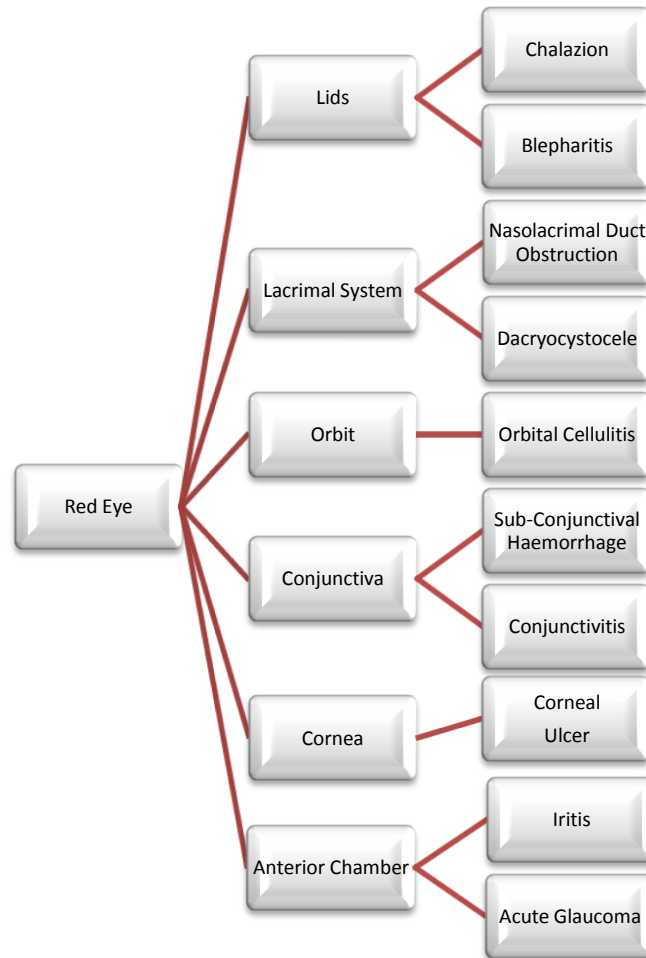 Red Eye
Lids
Chalazion
Blepharitis
Lacrimal System
Nasolacrimal Duct
Obstruction
Dacryocystocele
Orbit
Orbital Cellulitis
Conjunctiva
Sub-Conjunctival
Haemorrhage
Conjunctivitis
Cornea
Corneal
Ulcer
Anterior Chamber
Iritis
Acute Glaucoma